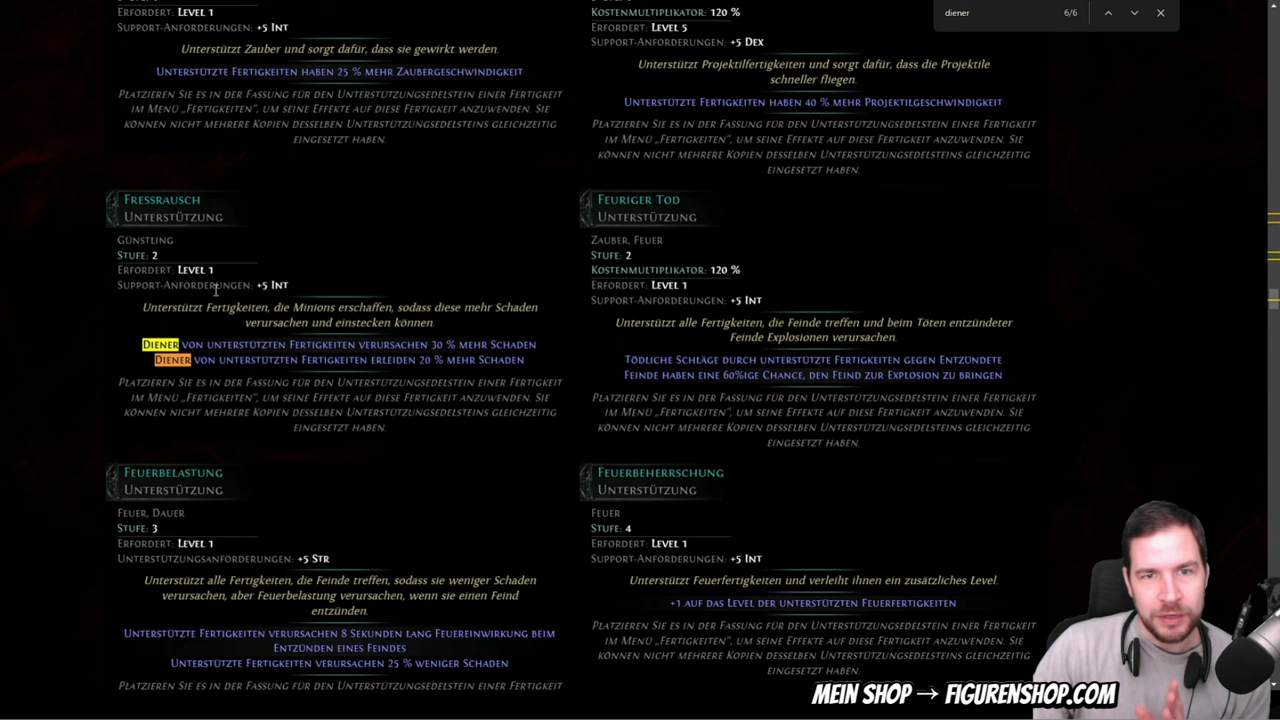 diener
6/6
Erfordert: Level 1
Support-Anforderungen: +5 Int
Unterstützt Zauber und sorgt dafür, dass sie gewirkt werden.
Unterstützte Fertigkeiten haben 25 % mehr Zaubergeschwindigkeit
Platzieren Sie es in der Fassung für den Unterstützungsedelstein einer Fertigkeit
im Menü „Fertigkeiten“, um seine Effekte auf diese Fertigkeit anzuwenden. Sie
können nicht mehrere Kopien desselben Unterstützungsedelsteins gleichzeitig
eingesetzt haben.
Kostenmultiplikator: 120 %
Erfordert: Level 5
Support-Anforderungen: +5 Dex
Unterstützt Projektilfertigkeiten und sorgt dafür, dass die Projektile
schneller fliegen.
Unterstützte Fertigkeiten haben 40 % mehr Projektilgeschwindigkeit
Platzieren Sie es in der Fassung für den Unterstützungsedelstein einer Fertigkeit
im Menü „Fertigkeiten“, um seine Effekte auf diese Fertigkeit anzuwenden. Sie
können nicht mehrere Kopien desselben Unterstützungsedelsteins gleichzeitig
eingesetzt haben.
Fressrausch
Unterstützung
Günstling
Stufe: 2
Erfordert: Level 1
Support-Anforderungen: +5 Int
Unterstützt Fertigkeiten, die Minions erschaffen, sodass diese mehr Schaden
verursachen und einstecken können.
Diener von unterstützten Fertigkeiten verursachen 30 % mehr Schaden
Diener von unterstützten Fertigkeiten erleiden 20 % mehr Schaden
Platzieren Sie es in der Fassung für den Unterstützungsedelstein einer Fertigkeit
im Menü „Fertigkeiten“, um seine Effekte auf diese Fertigkeit anzuwenden. Sie
können nicht mehrere Kopien desselben Unterstützungsedelsteins gleichzeitig
eingesetzt haben.
Feuriger Tod
Unterstützung
Zauber, Feuer
Stufe: 2
Kostenmultiplikator: 120 %
Erfordert: Level 1
Support-Anforderungen: +5 Int
Unterstützt alle Fertigkeiten, die Feinde treffen und beim Töten entzündeter
Feinde Explosionen verursachen.
Tödliche Schläge durch unterstützte Fertigkeiten gegen Entzündete
Feinde haben eine 60%ige Chance, den Feind zur Explosion zu bringen
Platzieren Sie es in der Fassung für den Unterstützungsedelstein einer Fertigkeit
im Menü „Fertigkeiten“, um seine Effekte auf diese Fertigkeit anzuwenden. Sie
können nicht mehrere Kopien desselben Unterstützungsedelsteins gleichzeitig
eingesetzt haben.
Feuerbelastung
Unterstützung
Feuer, Dauer
Stufe: 3
Erfordert: Level 1
Unterstützungsanforderungen: +5 Str
Unterstützt alle Fertigkeiten, die Feinde treffen, sodass sie weniger Schaden
verursachen, aber Feuerbelastung verursachen, wenn sie einen Feind
entzünden.
Unterstützte Fertigkeiten verursachen 8 Sekunden lang Feuereinwirkung beim
Entzünden eines Feindes
Unterstützte Fertigkeiten verursachen 25 % weniger Schaden
Platzieren Sie es in der Fassung für den Unterstützungsedelstein einer Fertigkeit
Feuerbeherrschung
Unterstützung
Feuer
Stufe: 4
Erfordert: Level 1
Support-Anforderungen: +5 Int
Unterstützt Feuerfertigkeiten und verleiht ihnen ein zusätzliches Level.
+1 auf das Level der unterstützten Feuerfertigkeiten
Platzieren Sie es in der Fassung für den Unterstützungsedelstein einer Fertigkeit
im Menü „Fertigkeiten“, um seine Effekte auf diese Fertigkeit anzuwenden. Sie
können nicht mehrere Kopien desselben Unterstützungsedelsteins gleichzeitig
eingesetzt haben.
MEIN SHOP → FIGURENSHOP.COM